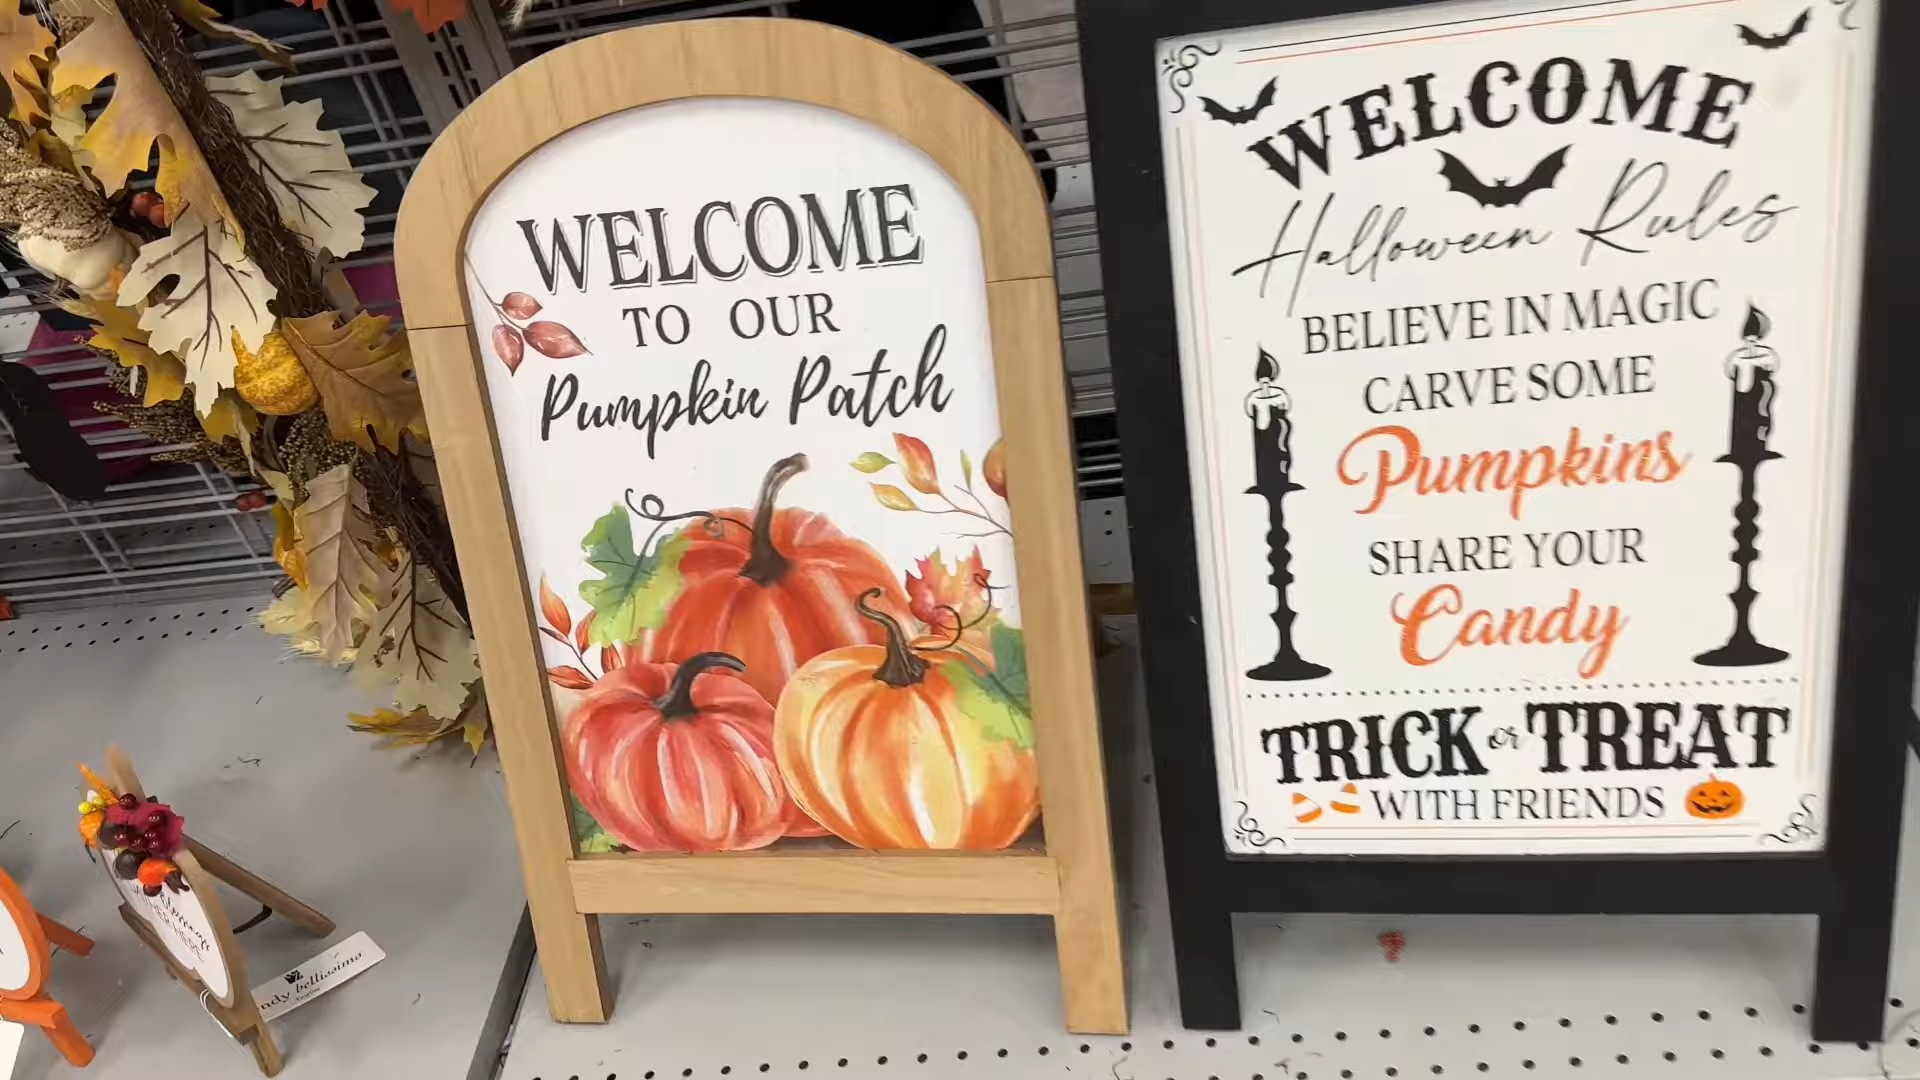 WELCOME
TO OUR
Pumpkin Patch
WELCOME
Halloween Rules
BELIEVE IN MAGIC
CARVE SOME
Pumpkins
SHARE YOUR
Candy
TRICK or TREAT
WITH FRIENDS
bellissimo